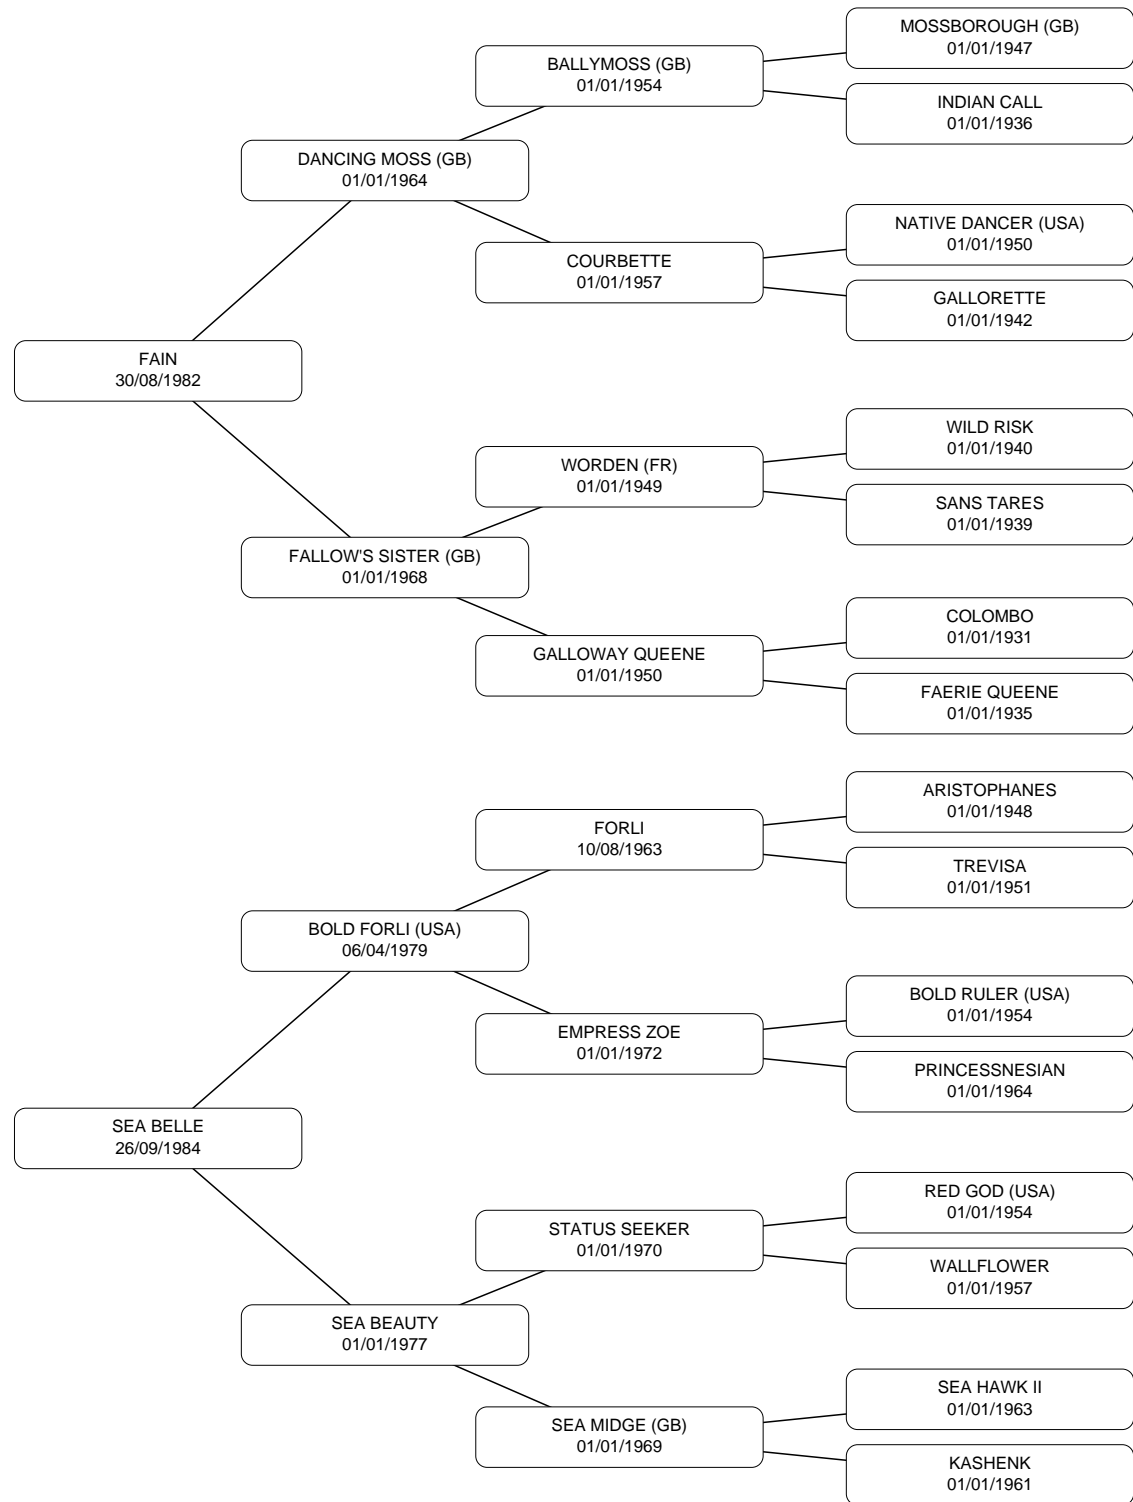 MOSSBOROUGH (GB)
01/01/1947
BALLYMOSS (GB)
01/01/1954
INDIAN CALL
01/01/1936
DANCING MOSS (GB)
01/01/1964
NATIVE DANCER (USA)
01/01/1950
COURBETTE
01/01/1957
GALLORETTE
01/01/1942
FAIN
30/08/1982
WILD RISK
01/01/1940
WORDEN (FR)
01/01/1949
SANS TARES
01/01/1939
FALLOW'S SISTER (GB)
01/01/1968
COLOMBO
01/01/1931
GALLOWAY QUEENE
01/01/1950
FAERIE QUEENE
01/01/1935
ARISTOPHANES
01/01/1948
FORLI
10/08/1963
TREVISA
01/01/1951
BOLD FORLI (USA)
06/04/1979
BOLD RULER (USA)
01/01/1954
EMPRESS ZOE
01/01/1972
PRINCESSNESIAN
01/01/1964
SEA BELLE
26/09/1984
RED GOD (USA)
01/01/1954
STATUS SEEKER
01/01/1970
WALLFLOWER
01/01/1957
SEA BEAUTY
01/01/1977
SEA HAWK II
01/01/1963
SEA MIDGE (GB)
01/01/1969
KASHENK
01/01/1961